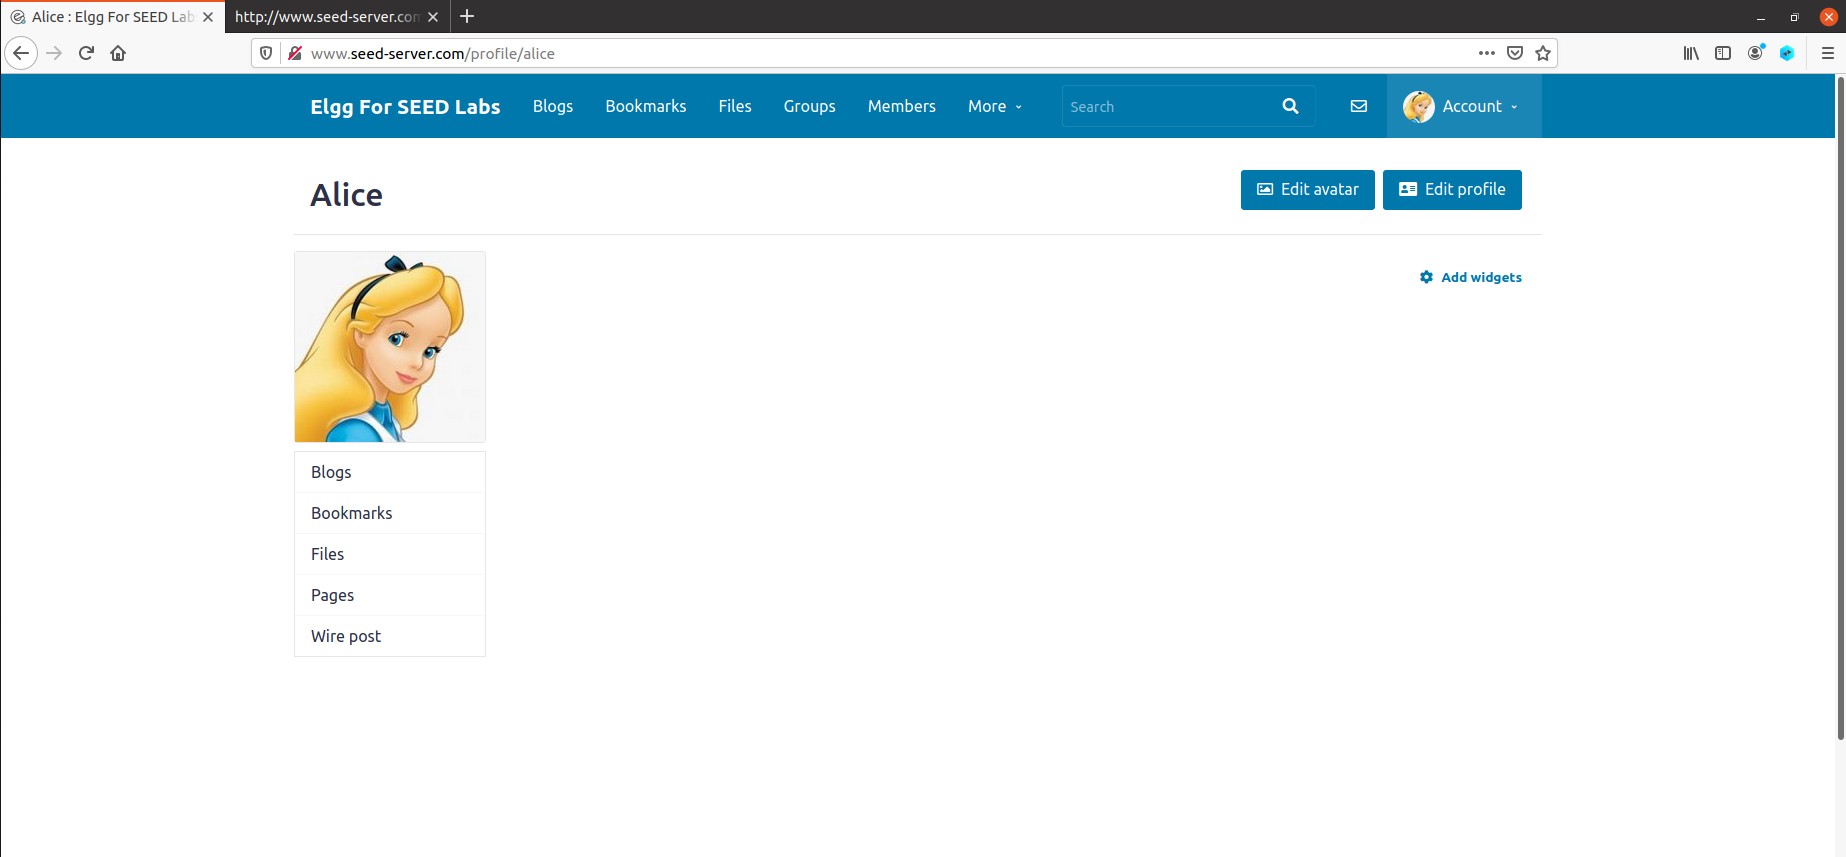 Alice : Elgg For SEED Lab
http://www.seed-server.com
www.seed-server.com/profile/alice
Elgg For SEED Labs Blogs Bookmarks Files Groups Members More Search Account
Alice Edit avatar Edit profile
Add widgets
Blogs
Bookmarks
Files
Pages
Wire post